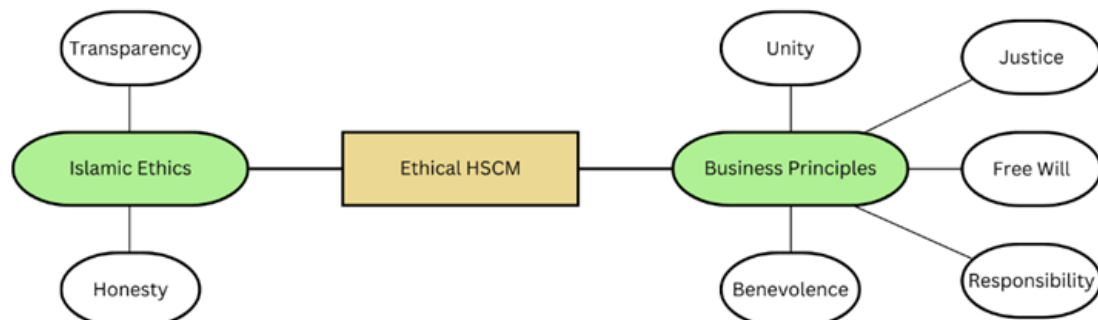 Transparency
Unity
Justice
Islamic Ethics
Ethical HSCM
Business Principles
Free Will
Honesty
Benevolence
Responsibility